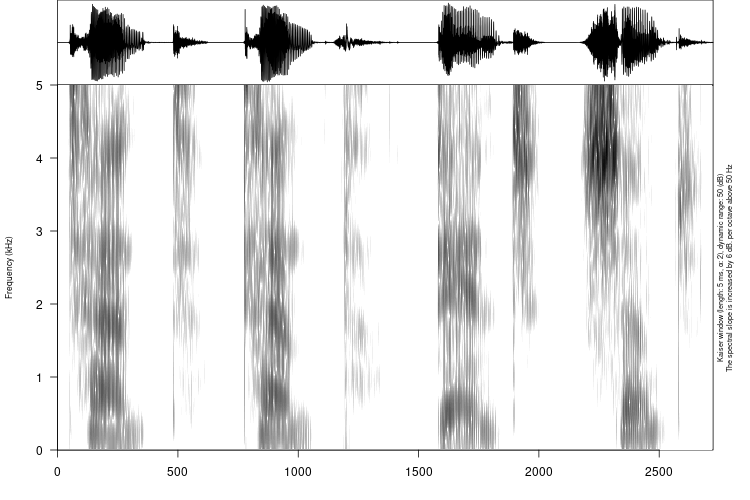 5
4
3
2
1
0
Frequency (kHz)
0 500 1000 1500 2000 2500
Kaiser window (length: 5 ms, α: 2), dynamic range: 50 (dB)
The spectral slope is increased by 6 dB. per octave above 50 Hz